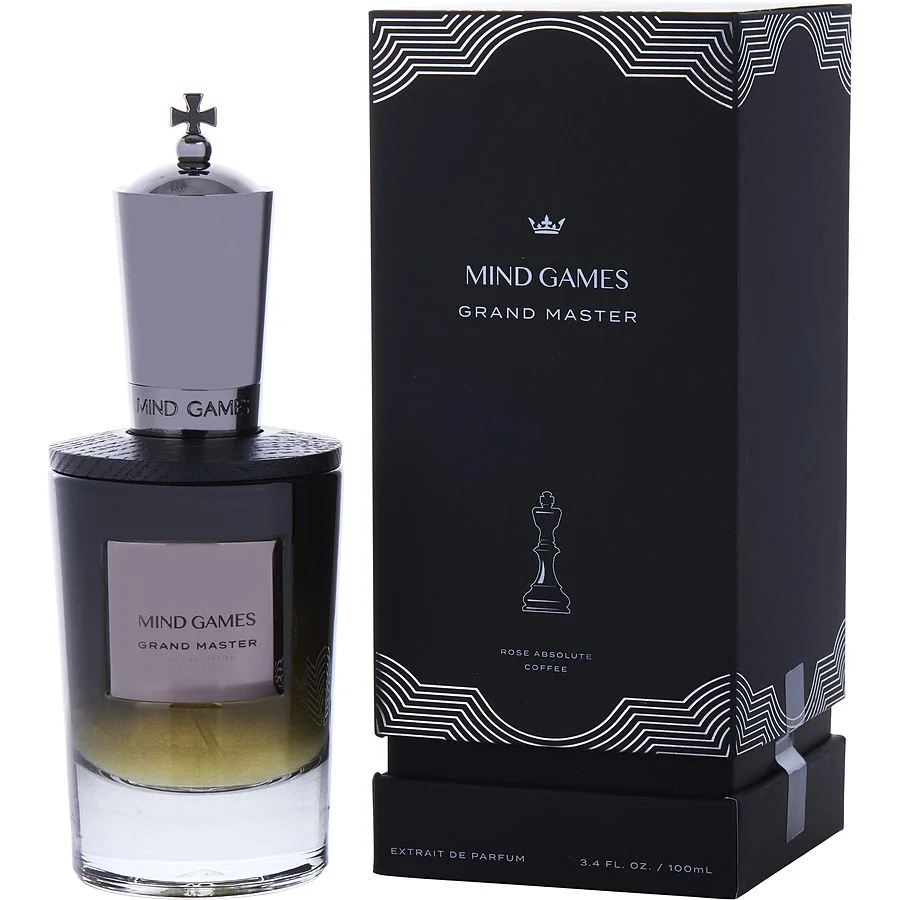 MIND GAMES
GRAND MASTER
ROSE ABSOLUTE
COFFEE
EXTRAIT DE PARFUM
3.4 FL. OZ. / 100mL
MIND GAMES
MIND GAMES
GRAND MASTER